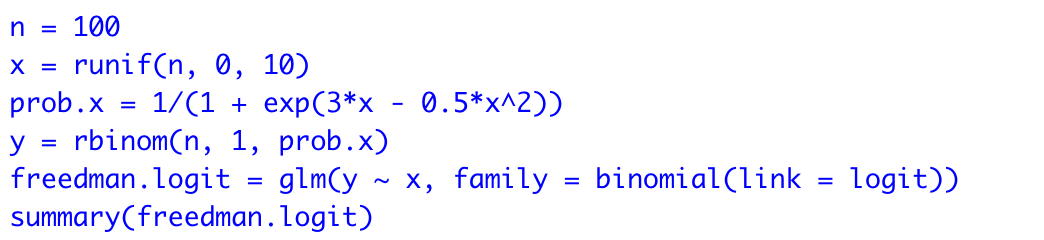 n = 100
x = runif(n, 0, 10)
prob.x = 1/(1 + exp(3*x - 0.5*x^2))
y = rbinom(n, 1, prob.x)
freedman.logit = glm(y ~ x, family = binomial(link = logit))
summary(freedman.logit)